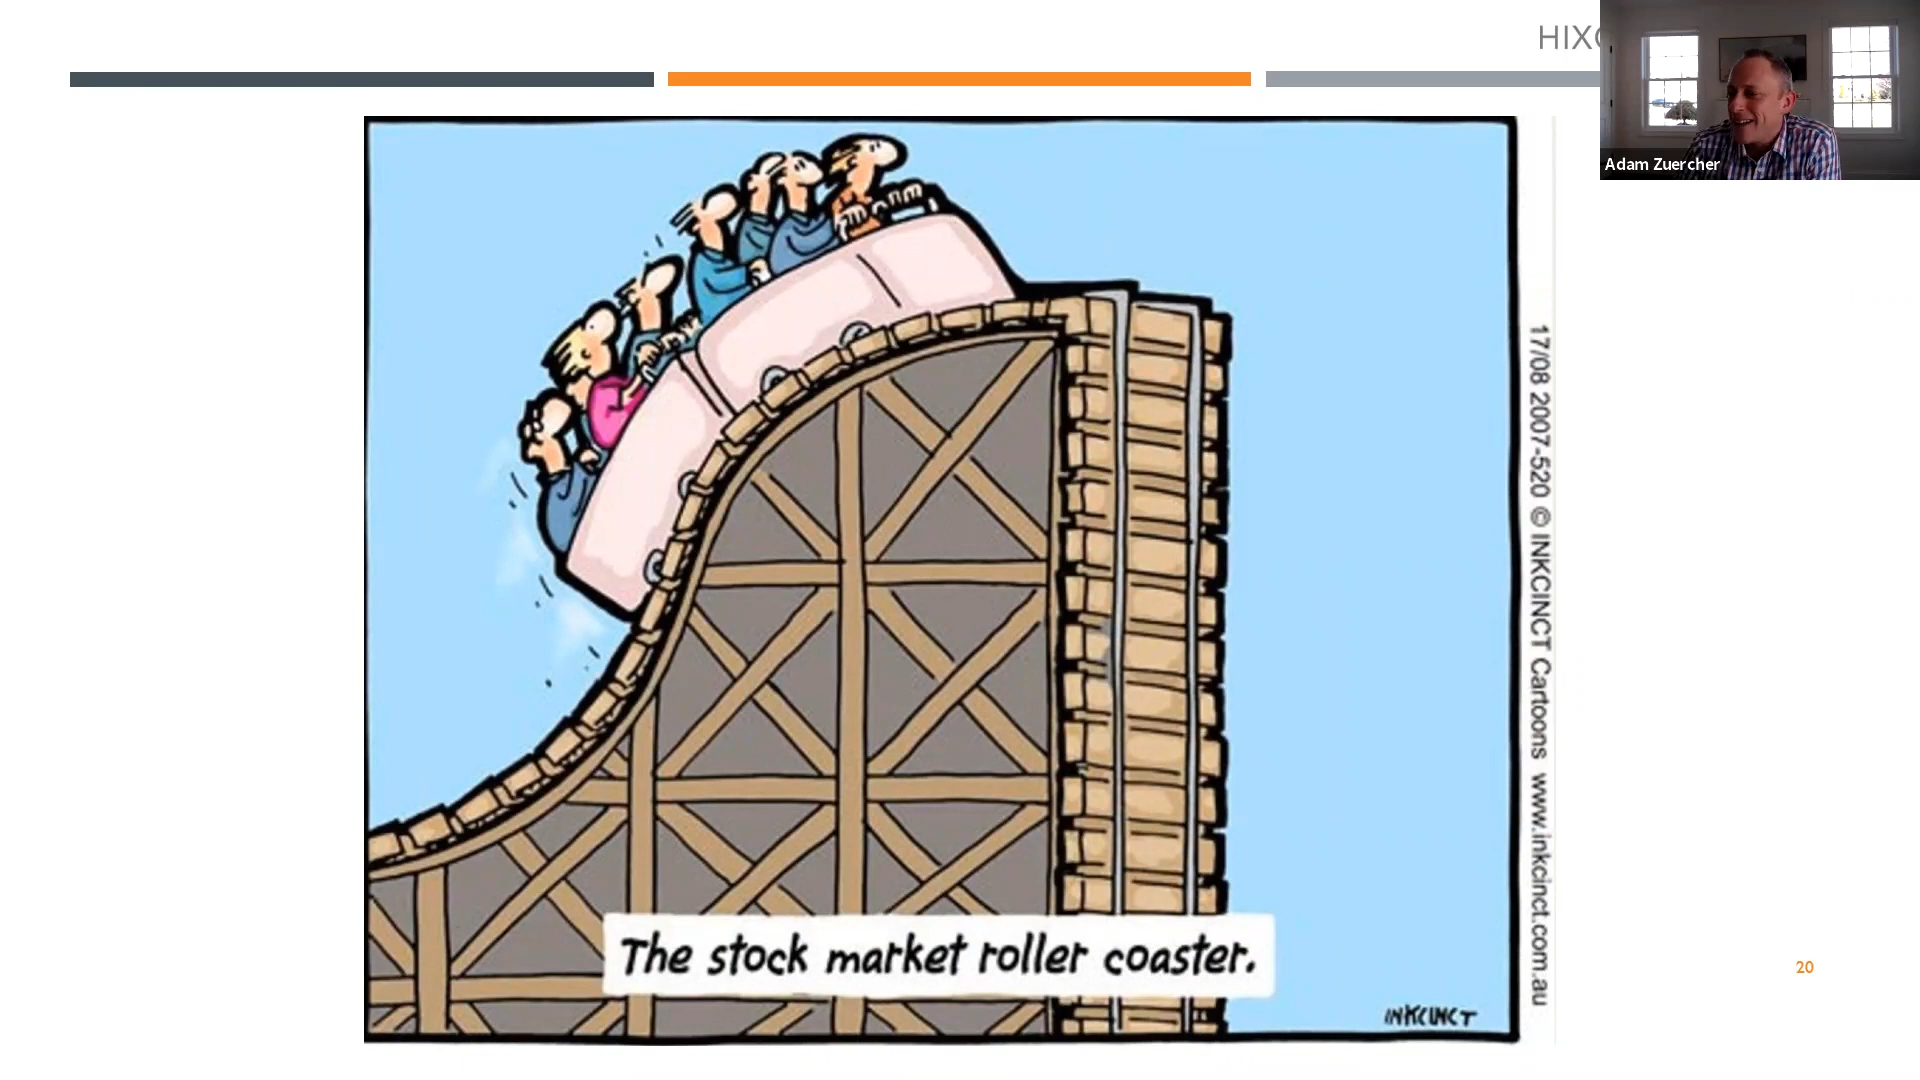 Adam Zuercher
17/08 2007-520 © INKCINCT Cartoons www.inkcinct.com.au
The stock market roller coaster.
20
INKCINCT